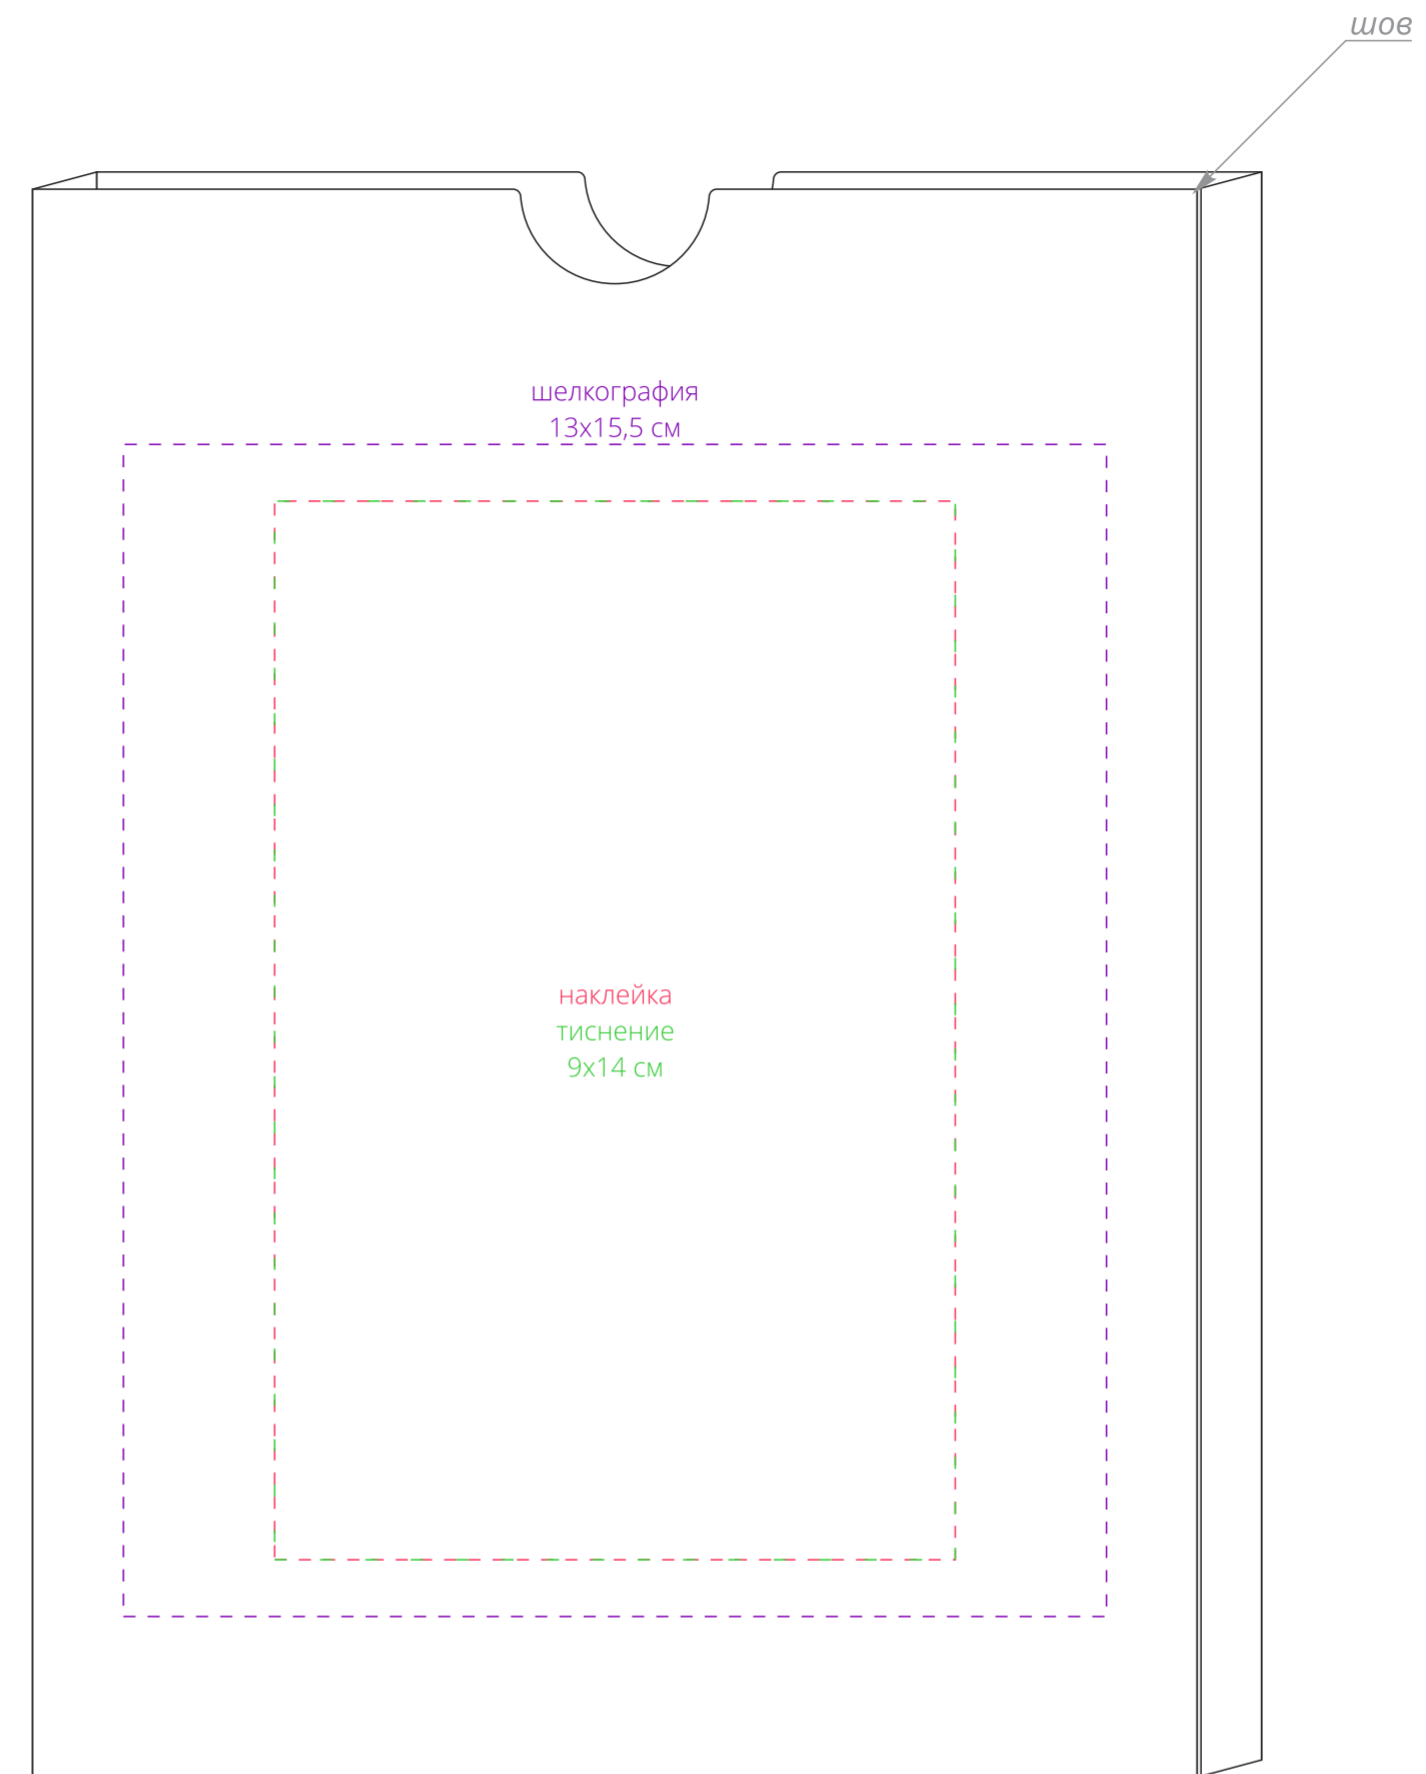 шов
шелкография
13х15,5 см
наклейка
тиснение
9х14 см